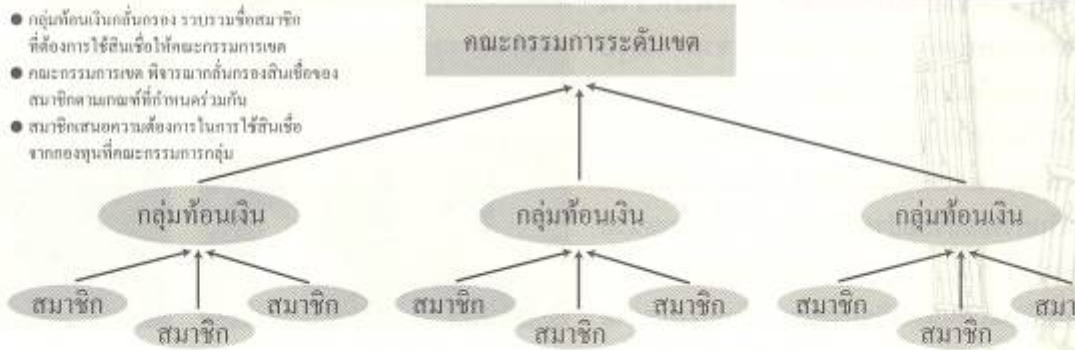 ● กลุ่มท้อนเงินกลั่นกรอง รวบรวมชื่อสมาชิก
ที่ต้องการใช้สินเชื่อให้คณะกรรมการเขต
● คณะกรรมการเขต พิจารณากลั่นกรองสินเชื่อของ
สมาชิกตามเกณฑ์ที่กำหนดร่วมกัน
● สมาชิกเสนอความต้องการในการใช้สินเชื่อ
จากกองทุนที่คณะกรรมการกลุ่ม
คณะกรรมการระดับเขต
กลุ่มท้อนเงิน กลุ่มท้อนเงิน กลุ่มท้อนเงิน
สมาชิก สมาชิก สมาชิก สมาชิก สมาชิก สมา
สมาชิก สมาชิก สมาชิก